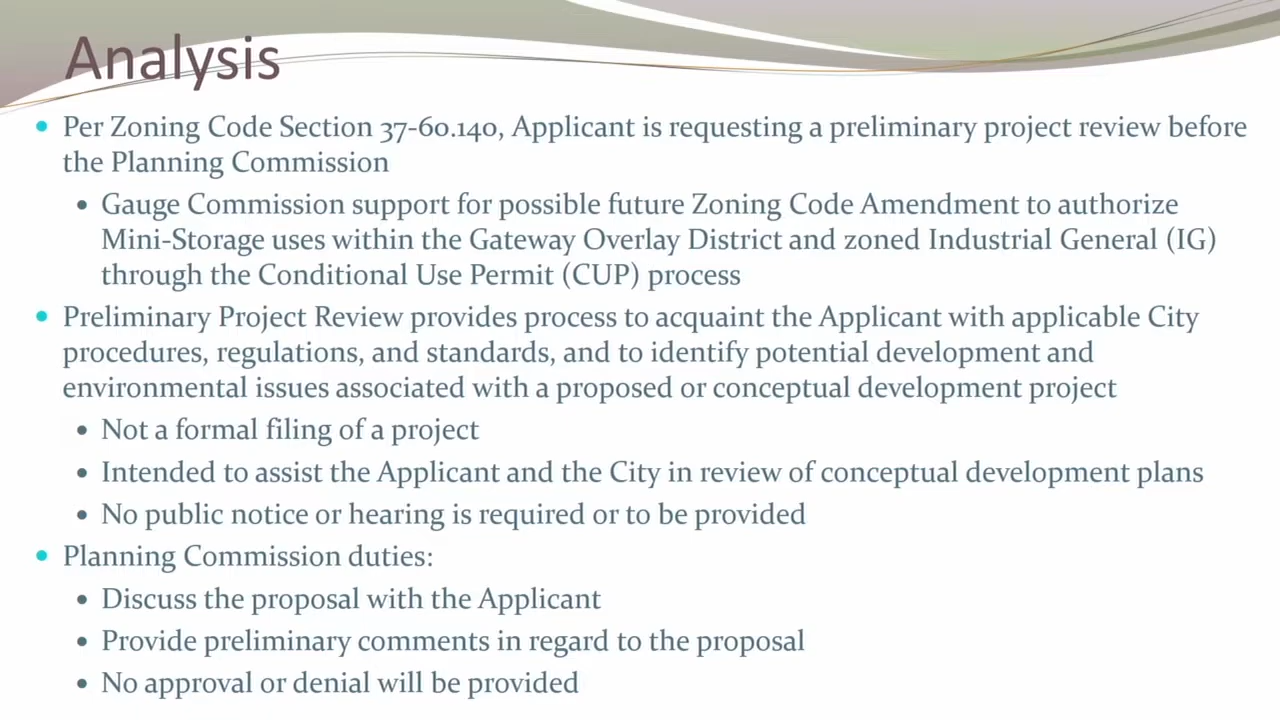 Analysis
Per Zoning Code Section 37-60.140, Applicant is requesting a preliminary project review before
the Planning Commission
Gauge Commission support for possible future Zoning Code Amendment to authorize
Mini-Storage uses within the Gateway Overlay District and zoned Industrial General (IG)
through the Conditional Use Permit (CUP) process
Preliminary Project Review provides process to acquaint the Applicant with applicable City
procedures, regulations, and standards, and to identify potential development and
environmental issues associated with a proposed or conceptual development project
Not a formal filing of a project
Intended to assist the Applicant and the City in review of conceptual development plans
No public notice or hearing is required or to be provided
Planning Commission duties:
Discuss the proposal with the Applicant
Provide preliminary comments in regard to the proposal
No approval or denial will be provided